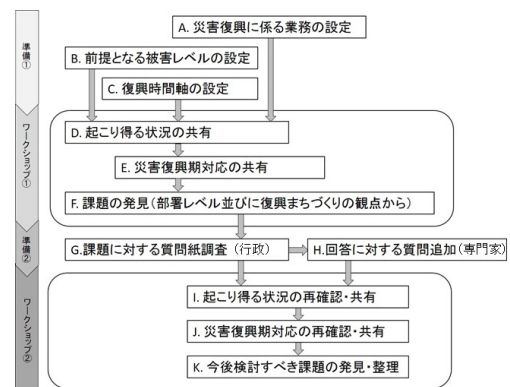 準備①
A. 災害復興に係る業務の設定
B. 前提となる被害レベルの設定
C. 復興時間軸の設定
ワークショップ①
D. 起こり得る状況の共有
E. 災害復興期対応の共有
F. 課題の発見(部署レベル並びに復興まちづくりの観点から)
準備②
G.課題に対する質問紙調査(行政)
H.回答に対する質問追加(専門家)
ワークショップ②
I. 起こり得る状況の再確認・共有
J. 災害復興期対応の再確認・共有
K. 今後検討すべき課題の発見・整理